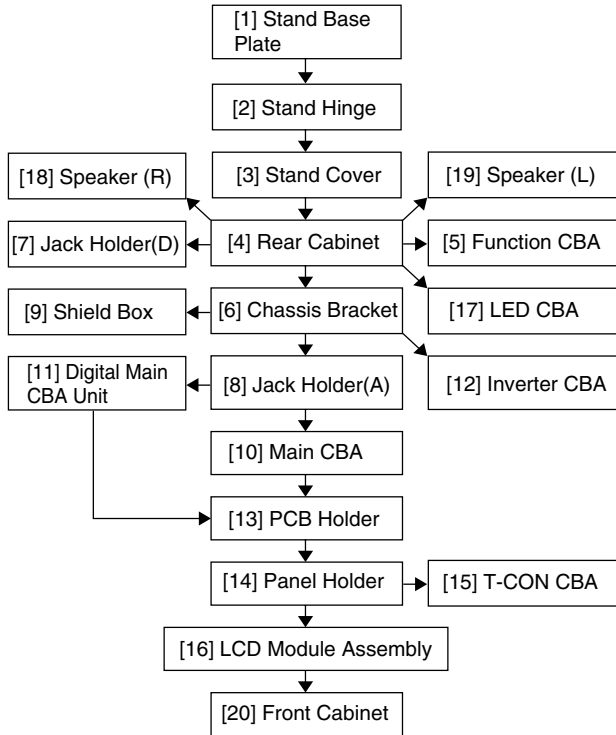 [1] Stand Base
Plate
[2] Stand Hinge
[18] Speaker (R)
[3] Stand Cover
[19] Speaker (L)
[7] Jack Holder(D)
[4] Rear Cabinet
[5] Function CBA
[9] Shield Box
[6] Chassis Bracket
[17] LED CBA
[11] Digital Main
CBA Unit
[8] Jack Holder(A)
[12] Inverter CBA
[10] Main CBA
[13] PCB Holder
[14] Panel Holder
[15] T-CON CBA
[16] LCD Module Assembly
[20] Front Cabinet